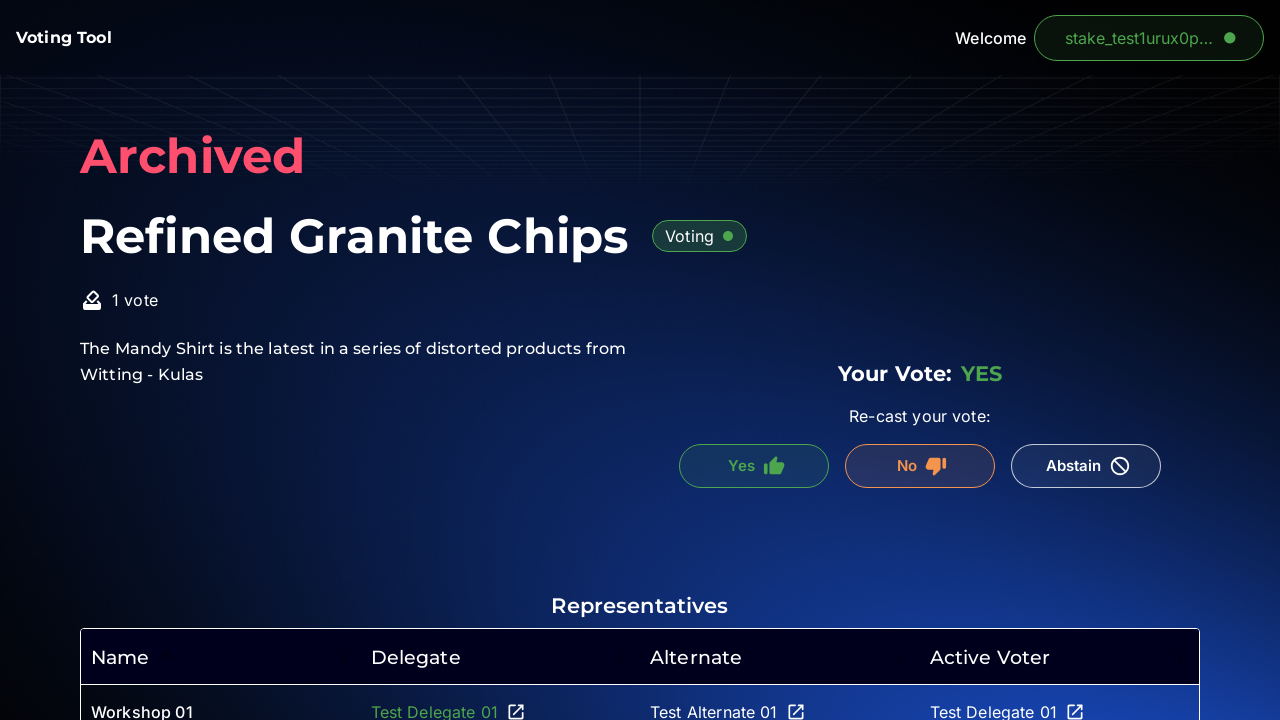 Voting Tool
Welcome
stake_test1urux0p...
Archived
Refined Granite Chips
Voting
1 vote
The Mandy Shirt is the latest in a series of distorted products from
Witting - Kulas
Your Vote: YES
Re-cast your vote:
Yes
No
Abstain
Representatives
Name Delegate Alternate Active Voter
Workshop 01 Test Delegate 01 Test Alternate 01 Test Delegate 01